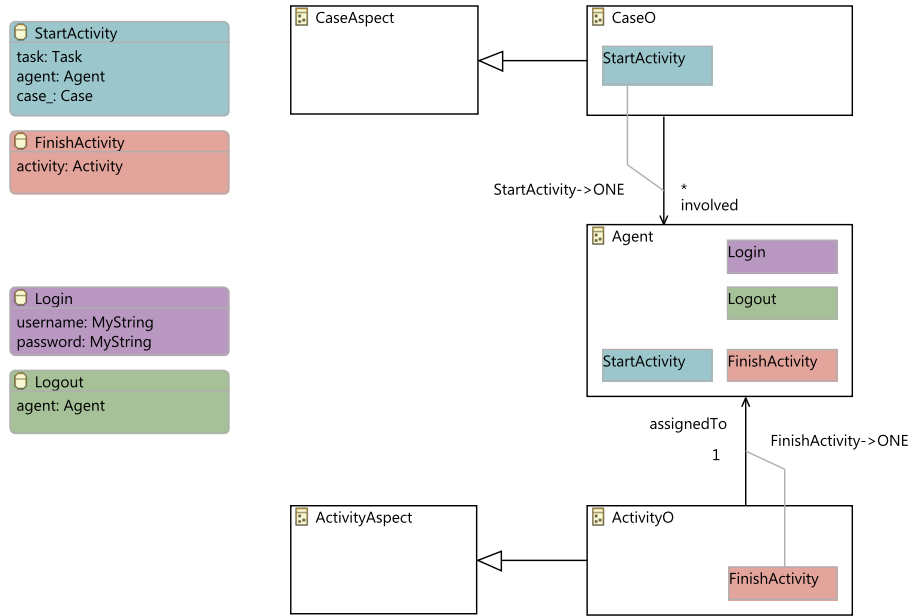 StartActivity
task: Task
agent: Agent
case_: Case
FinishActivity
activity: Activity
Login
username: MyString
password: MyString
Logout
agent: Agent
CaseAspect
CaseO
StartActivity
StartActivity->ONE
*
involved
Agent
Login
Logout
StartActivity
FinishActivity
assignedTo
1
FinishActivity->ONE
ActivityAspect
ActivityO
FinishActivity